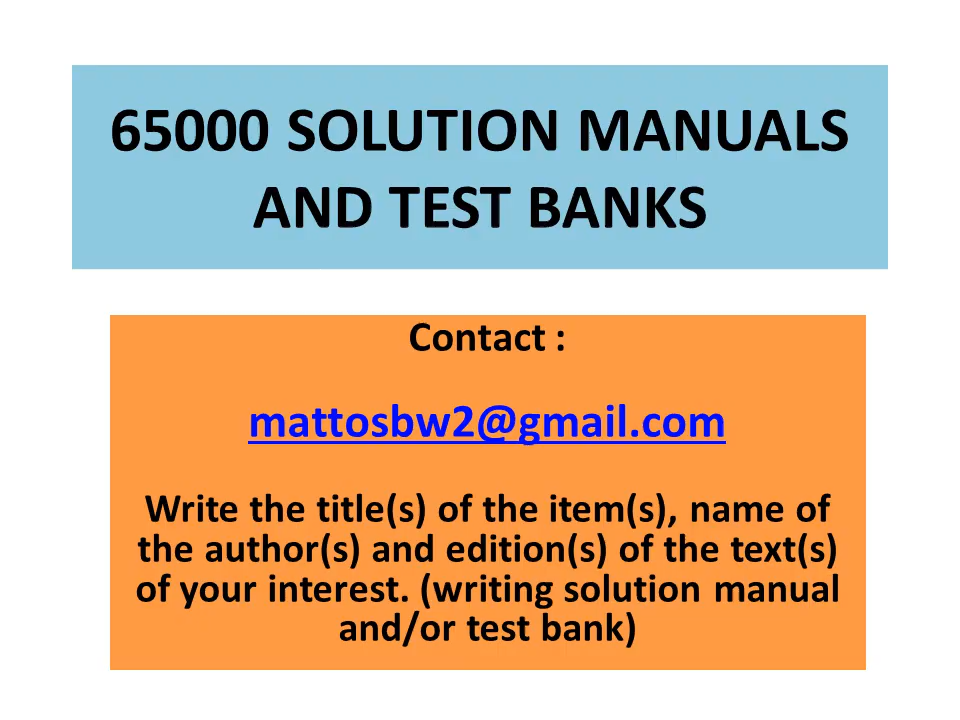 65000 SOLUTION MANUALS
AND TEST BANKS
Contact :
mattosbw2@gmail.com
Write the title(s) of the item(s), name of
the author(s) and edition(s) of the text(s)
of your interest. (writing solution manual
and/or test bank)